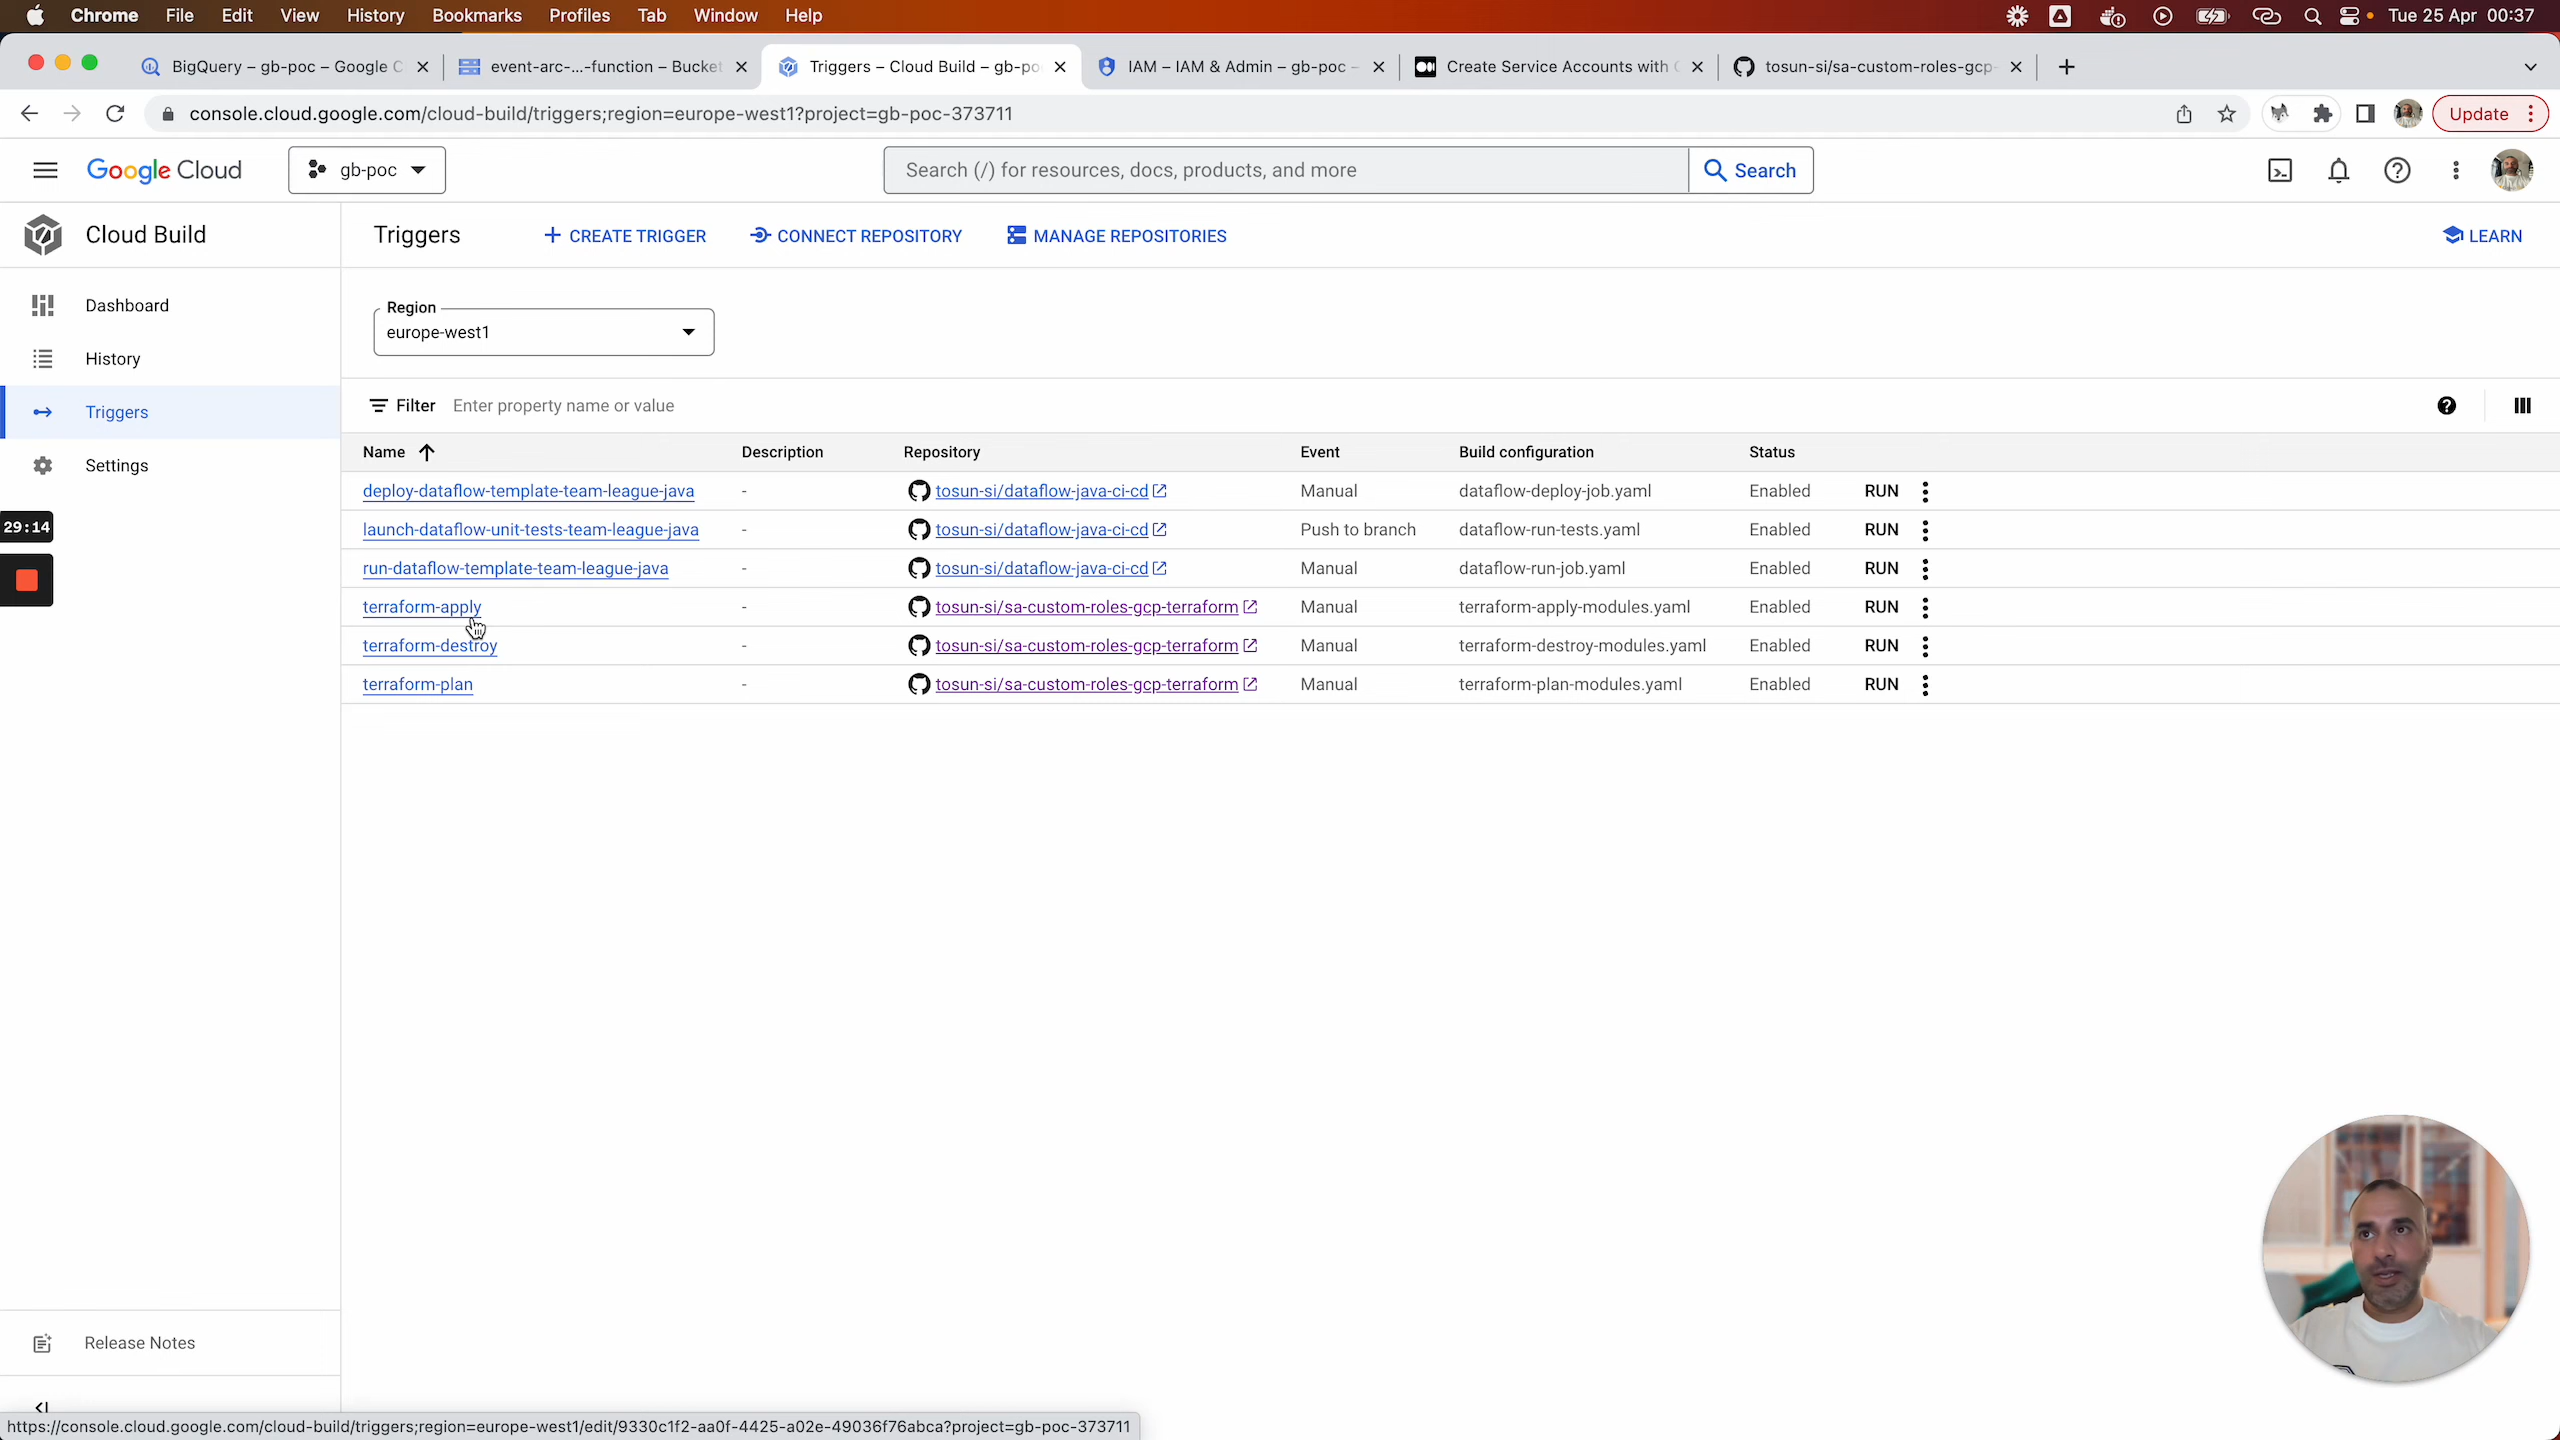 Chrome File Edit View History Bookmarks Profiles Tab Window Help Tue 25 Apr 00:37
BigQuery – gb-poc – Google C event-arc-...-function – Bucket Triggers – Cloud Build – gb-po IAM – IAM & Admin – gb-poc – Create Service Accounts with C tosun-si/sa-custom-roles-gcp-
console.cloud.google.com/cloud-build/triggers;region=europe-west1?project=gb-poc-373711 Update
Google Cloud gb-poc Search (/) for resources, docs, products, and more Search
Cloud Build Triggers CREATE TRIGGER CONNECT REPOSITORY MANAGE REPOSITORIES LEARN
Dashboard
History
Triggers
Settings
29:14
Region
europe-west1
Filter Enter property name or value
Name Description Repository Event Build configuration Status
deploy-dataflow-template-team-league-java - tosun-si/dataflow-java-ci-cd Manual dataflow-deploy-job.yaml Enabled RUN
launch-dataflow-unit-tests-team-league-java - tosun-si/dataflow-java-ci-cd Push to branch dataflow-run-tests.yaml Enabled RUN
run-dataflow-template-team-league-java - tosun-si/dataflow-java-ci-cd Manual dataflow-run-job.yaml Enabled RUN
terraform-apply - tosun-si/sa-custom-roles-gcp-terraform Manual terraform-apply-modules.yaml Enabled RUN
terraform-destroy - tosun-si/sa-custom-roles-gcp-terraform Manual terraform-destroy-modules.yaml Enabled RUN
terraform-plan - tosun-si/sa-custom-roles-gcp-terraform Manual terraform-plan-modules.yaml Enabled RUN
Release Notes
https://console.cloud.google.com/cloud-build/triggers;region=europe-west1/edit/9330c1f2-aa0f-4425-a02e-49036f76abca?project=gb-poc-373711